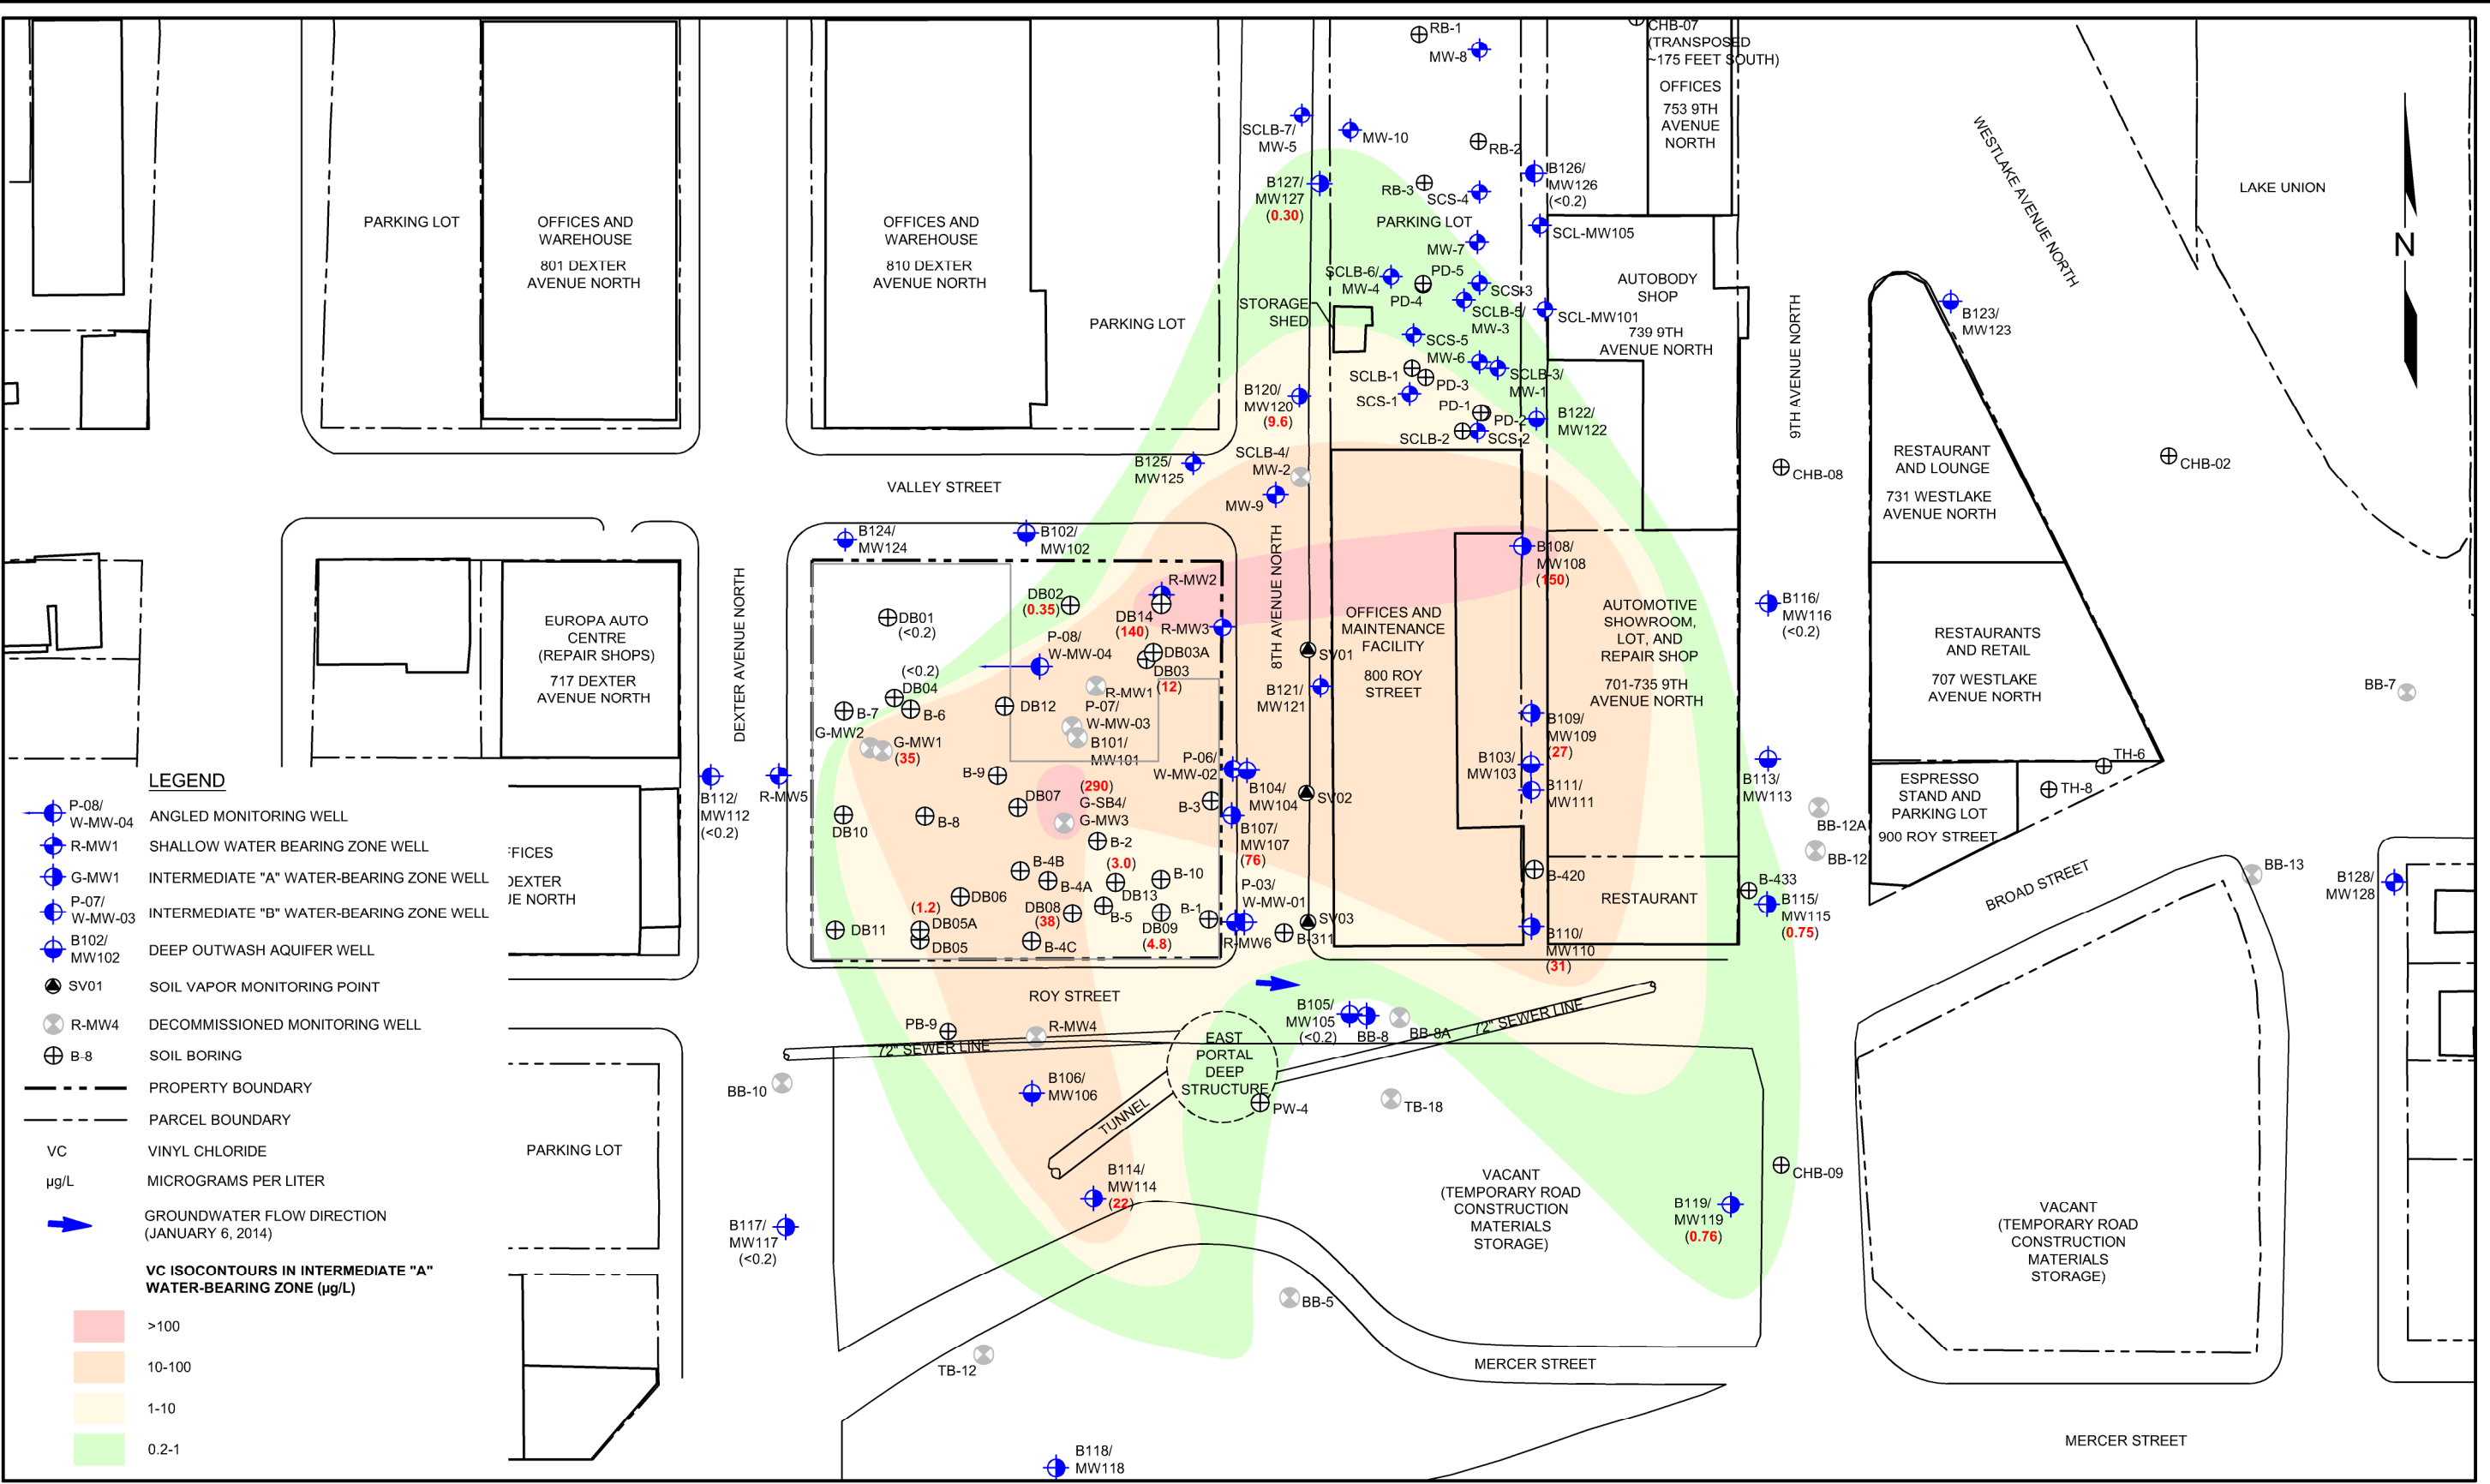 RB-1
MW-8
CHB-07
(TRANSPOSED
~175 FEET SOUTH)
OFFICES
753 9TH
AVENUE
NORTH
WESTLAKE AVENUE NORTH
LAKE UNION
N
PARKING LOT
OFFICES AND
WAREHOUSE
801 DEXTER
AVENUE NORTH
OFFICES AND
WAREHOUSE
810 DEXTER
AVENUE NORTH
PARKING LOT
SCLB-7/
MW-5
MW-10
RB-2
B127/
MW127
(0.30)
RB-3
SCS-4
B126/
MW126
(<0.2)
PARKING LOT
SCL-MW105
MW-7
SCLB-6/
MW-4
PD-5
PD-4
SCS-3
SCLB-5/
MW-3
SCL-MW101
STORAGE
SHED
AUTOBODY
SHOP
739 9TH
AVENUE NORTH
9TH AVENUE NORTH
B123/
MW123
SCS-5
MW-6
SCLB-1
PD-3
SCLB-3/
MW-1
SCS-1
PD-1
PD-2
SCLB-2
SCS-2
B122/
MW122
B120/
MW120
(9.6)
SCLB-4/
MW-2
MW-9
B125/
MW125
VALLEY STREET
CHB-08
CHB-02
RESTAURANT
AND LOUNGE
731 WESTLAKE
AVENUE NORTH
B124/
MW124
B102/
MW102
B108/
MW108
(150)
8TH AVENUE NORTH
DEXTER AVENUE NORTH
EUROPA AUTO
CENTRE
(REPAIR SHOPS)
717 DEXTER
AVENUE NORTH
DB01
(<0.2)
DB02
(0.35)
R-MW2
DB14
(140)
R-MW3
P-08/
W-MW-04
DB03A
DB03
(12)
(<0.2)
DB04
B-7
B-6
DB12
R-MW1
P-07/
W-MW-03
B101/
MW101
G-MW2
G-MW1
(35)
OFFICES AND
MAINTENANCE
FACILITY
800 ROY
STREET
SV01
B121/
MW121
AUTOMOTIVE
SHOWROOM,
LOT, AND
REPAIR SHOP
701-735 9TH
AVENUE NORTH
B116/
MW116
(<0.2)
RESTAURANTS
AND RETAIL
707 WESTLAKE
AVENUE NORTH
BB-7
B109/
MW109
(27)
B103/
MW103
B111/
MW111
B113/
MW113
TH-6
TH-8
ESPRESSO
STAND AND
PARKING LOT
900 ROY STREET
BB-12A
BB-12
BB-13
B128/
MW128
BROAD STREET
B112/
MW112
(<0.2)
R-MW5
B-9
DB07
(290)
G-SB4/
G-MW3
P-06/
W-MW-02
B104/
MW104
B-3
SV02
B107/
MW107
(76)
DB10
B-8
B-2
(3.0)
B-4B
B-4A
DB13
B-10
P-03/
W-MW-01
DB06
(1.2)
DB05A
DB05
DB08
(38)
B-5
B-1
DB09
(4.8)
DB11
B-4C
R-MW6
B-311
SV03
B-420
RESTAURANT
B-433
B115/
MW115
(0.75)
B110/
MW110
(31)
FFICES
DEXTER
UE NORTH
ROY STREET
PB-9
R-MW4
72" SEWER LINE
EAST
PORTAL
DEEP
STRUCTURE
B105/
MW105
(<0.2)
BB-8
BB-8A
72" SEWER LINE
PW-4
TB-18
BB-10
B106/
MW106
TUNNEL
PARKING LOT
B114/
MW114
(22)
B117/
MW117
(<0.2)
VACANT
(TEMPORARY ROAD
CONSTRUCTION
MATERIALS
STORAGE)
B119/
MW119
(0.76)
CHB-09
VACANT
(TEMPORARY ROAD
CONSTRUCTION
MATERIALS
STORAGE)
BB-5
TB-12
MERCER STREET
B118/
MW118
MERCER STREET
LEGEND
P-08/
W-MW-04
ANGLED MONITORING WELL
R-MW1 SHALLOW WATER BEARING ZONE WELL
G-MW1 INTERMEDIATE "A" WATER-BEARING ZONE WELL
P-07/
W-MW-03
INTERMEDIATE "B" WATER-BEARING ZONE WELL
B102/
MW102
DEEP OUTWASH AQUIFER WELL
SV01 SOIL VAPOR MONITORING POINT
R-MW4 DECOMMISSIONED MONITORING WELL
B-8 SOIL BORING
PROPERTY BOUNDARY
PARCEL BOUNDARY
VC VINYL CHLORIDE
µg/L MICROGRAMS PER LITER
GROUNDWATER FLOW DIRECTION
(JANUARY 6, 2014)
VC ISOCONTOURS IN INTERMEDIATE "A"
WATER-BEARING ZONE (µg/L)
>100
10-100
1-10
0.2-1